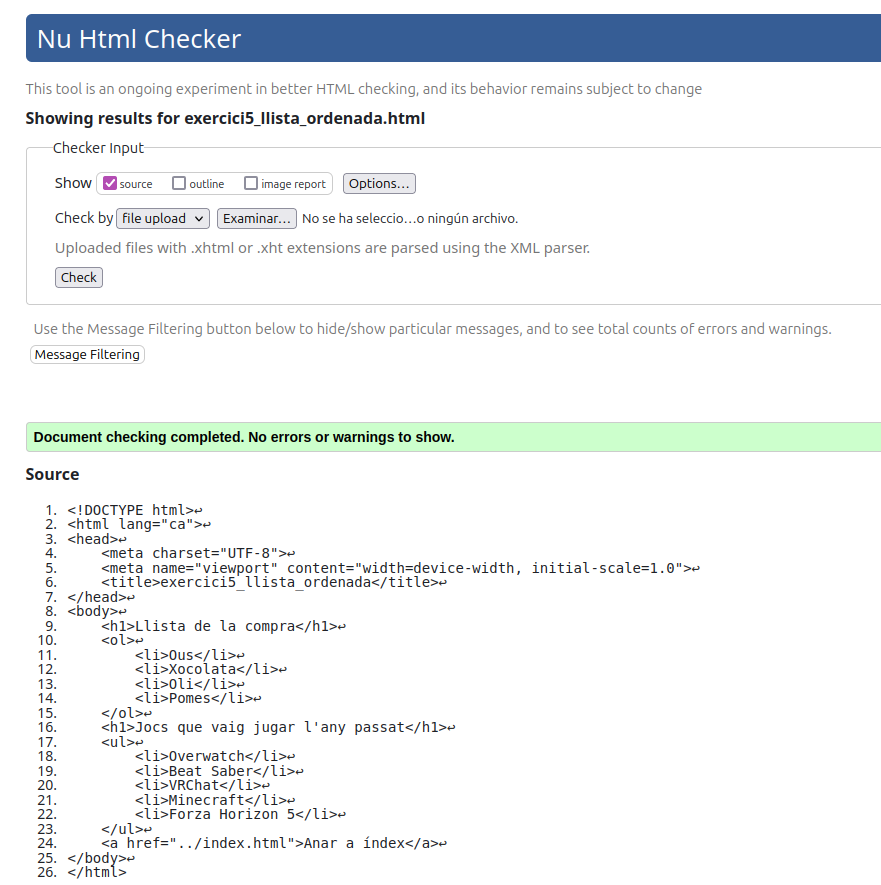 Nu Html Checker
This tool is an ongoing experiment in better HTML checking, and its behavior remains subject to change
Showing results for exercici5_llista_ordenada.html
Checker Input
Show source outline image report Options...
Check by file upload Examinar... No se ha seleccio...o ningún archivo.
Uploaded files with .xhtml or .xht extensions are parsed using the XML parser.
Check
Use the Message Filtering button below to hide/show particular messages, and to see total counts of errors and warnings.
Message Filtering
Document checking completed. No errors or warnings to show.
Source
1. <!DOCTYPE html>↩
2. <html lang="ca">↩
3. <head>↩
4.     <meta charset="UTF-8">↩
5.     <meta name="viewport" content="width=device-width, initial-scale=1.0">↩
6.     <title>exercici5_llista_ordenada</title>↩
7. </head>↩
8. <body>↩
9.     <h1>Llista de la compra</h1>↩
10.     <ol>↩
11.         <li>Ous</li>↩
12.         <li>Xocolata</li>↩
13.         <li>Oli</li>↩
14.         <li>Pomes</li>↩
15.     </ol>↩
16.     <h1>Jocs que vaig jugar l'any passat</h1>↩
17.     <ul>↩
18.         <li>Overwatch</li>↩
19.         <li>Beat Saber</li>↩
20.         <li>VRChat</li>↩
21.         <li>Minecraft</li>↩
22.         <li>Forza Horizon 5</li>↩
23.     </ul>↩
24.     <a href="../index.html">Anar a índex</a>↩
25. </body>↩
26. </html>